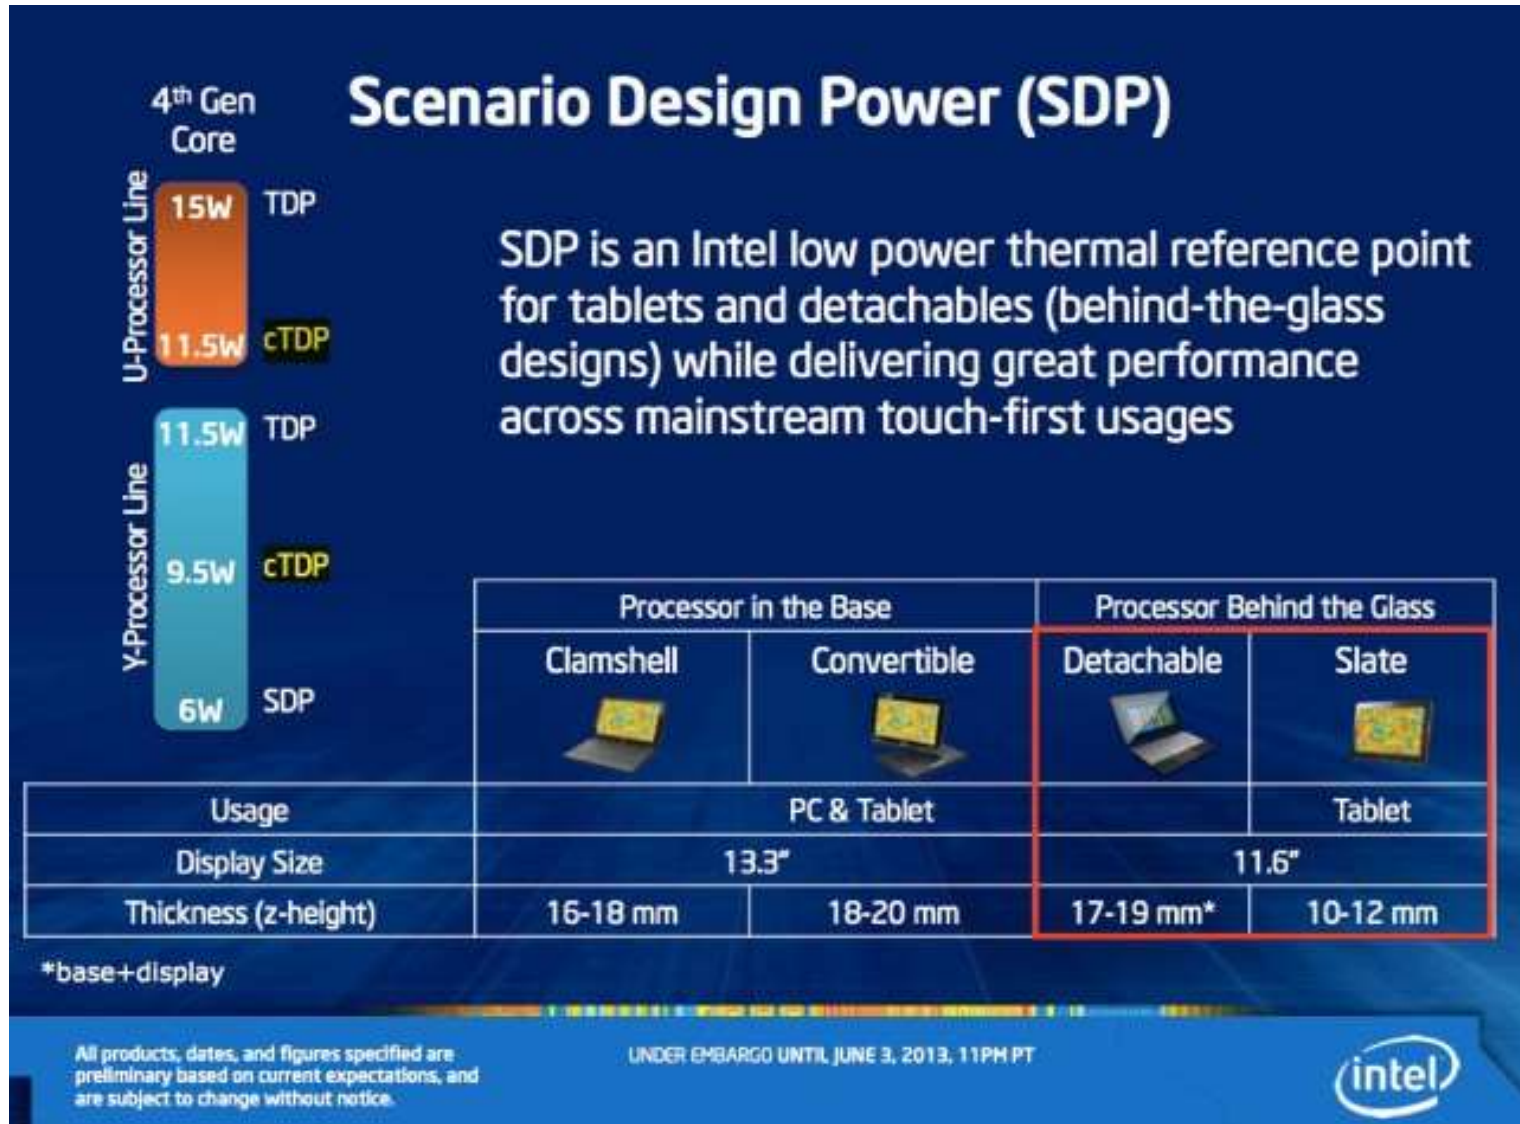 4th Gen
Core
Scenario Design Power (SDP)
U-Processor Line
15W TDP
11.5W cTDP
SDP is an Intel low power thermal reference point
for tablets and detachables (behind-the-glass
designs) while delivering great performance
across mainstream touch-first usages
Y-Processor Line
11.5W TDP
9.5W cTDP
6W SDP
Processor in the Base Processor Behind the Glass
Clamshell Convertible Detachable Slate
Usage PC & Tablet Tablet
Display Size 13.3" 11.6"
Thickness (z-height) 16-18 mm 18-20 mm 17-19 mm* 10-12 mm
*base+display
All products, dates, and figures specified are
preliminary based on current expectations, and
are subject to change without notice.
UNDER EMBARGO UNTIL JUNE 3, 2013, 11PM PT
intel